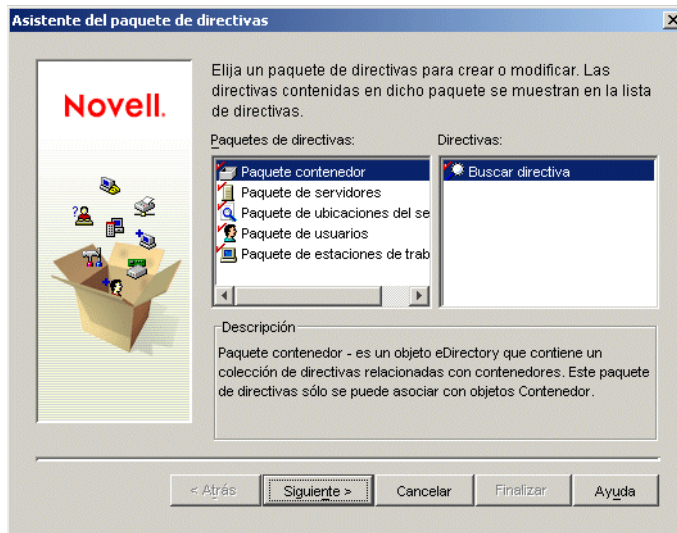 Asistente del paquete de directivas
Novell.
Elija un paquete de directivas para crear o modificar. Las
directivas contenidas en dicho paquete se muestran en la lista
de directivas.
Paquetes de directivas:
Directivas:
Paquete contenedor
Paquete de servidores
Paquete de ubicaciones del se
Paquete de usuarios
Paquete de estaciones de trab
Buscar directiva
Descripción
Paquete contenedor - es un objeto eDirectory que contiene un
colección de directivas relacionadas con contenedores. Este paquete
de directivas sólo se puede asociar con objetos Contenedor.
< Atrás
Siguiente >
Cancelar
Finalizar
Ayuda